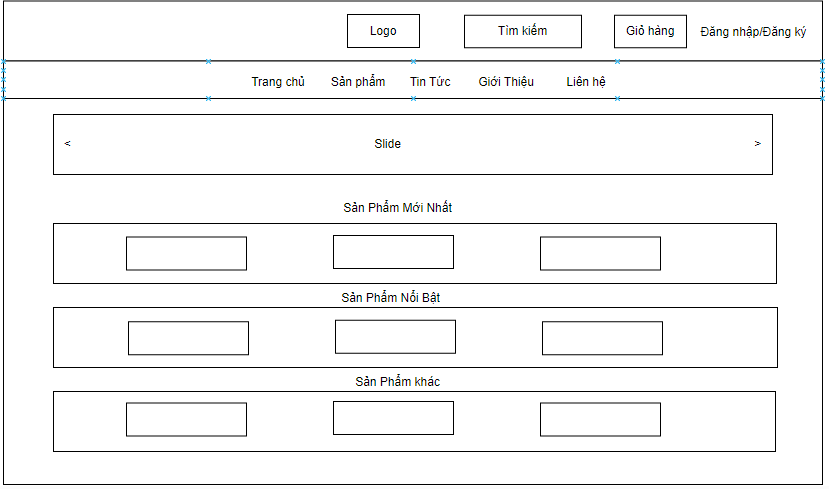 Logo
Tìm kiếm
Giỏ hàng
Đăng nhập/Đăng ký
Trang chủ
Sản phẩm
Tin Tức
Giới Thiệu
Liên hệ
<
Slide
>
Sản Phẩm Mới Nhất
Sản Phẩm Nổi Bật
Sản Phẩm khác